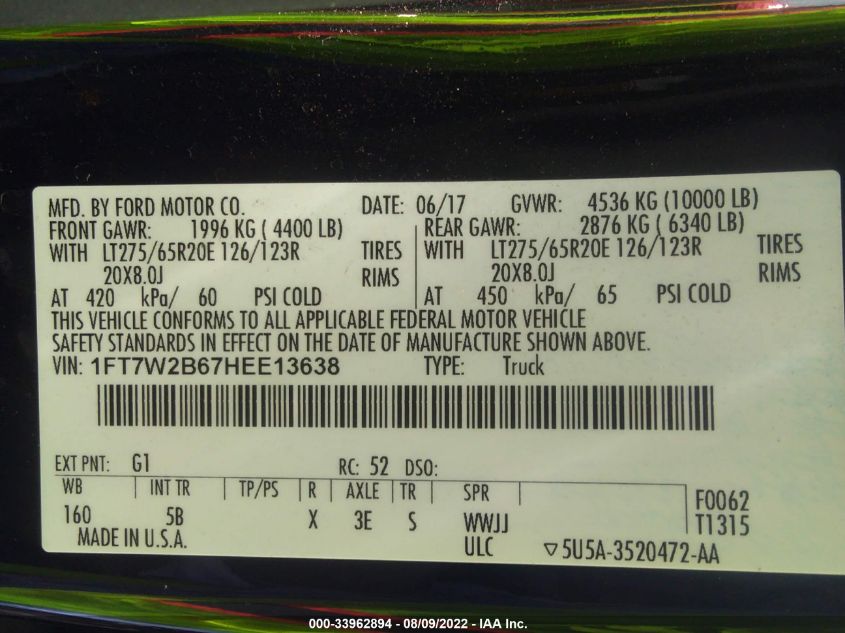 MFD. BY FORD MOTOR CO. DATE: 06/17 GVWR: 4536 KG (10000 LB)
FRONT GAWR: 1996 KG ( 4400 LB) REAR GAWR: 2876 KG ( 6340 LB)
WITH LT275/65R20E 126/123R TIRES WITH LT275/65R20E 126/123R TIRES
20X8.0J RIMS 20X8.0J RIMS
AT 420 kPa/ 60 PSI COLD AT 450 kPa/ 65 PSI COLD
THIS VEHICLE CONFORMS TO ALL APPLICABLE FEDERAL MOTOR VEHICLE
SAFETY STANDARDS IN EFFECT ON THE DATE OF MANUFACTURE SHOWN ABOVE.
VIN: 1FT7W2B67HEE13638 TYPE: Truck
EXT PNT: G1 RC: 52 DSO:
WB INT TR TP/PS R AXLE TR SPR F0062
160 5B X 3E S WWJJ T1315
MADE IN U.S.A. ULC ▽5U5A-3520472-AA
000-33962894 - 08/09/2022 - IAA Inc.